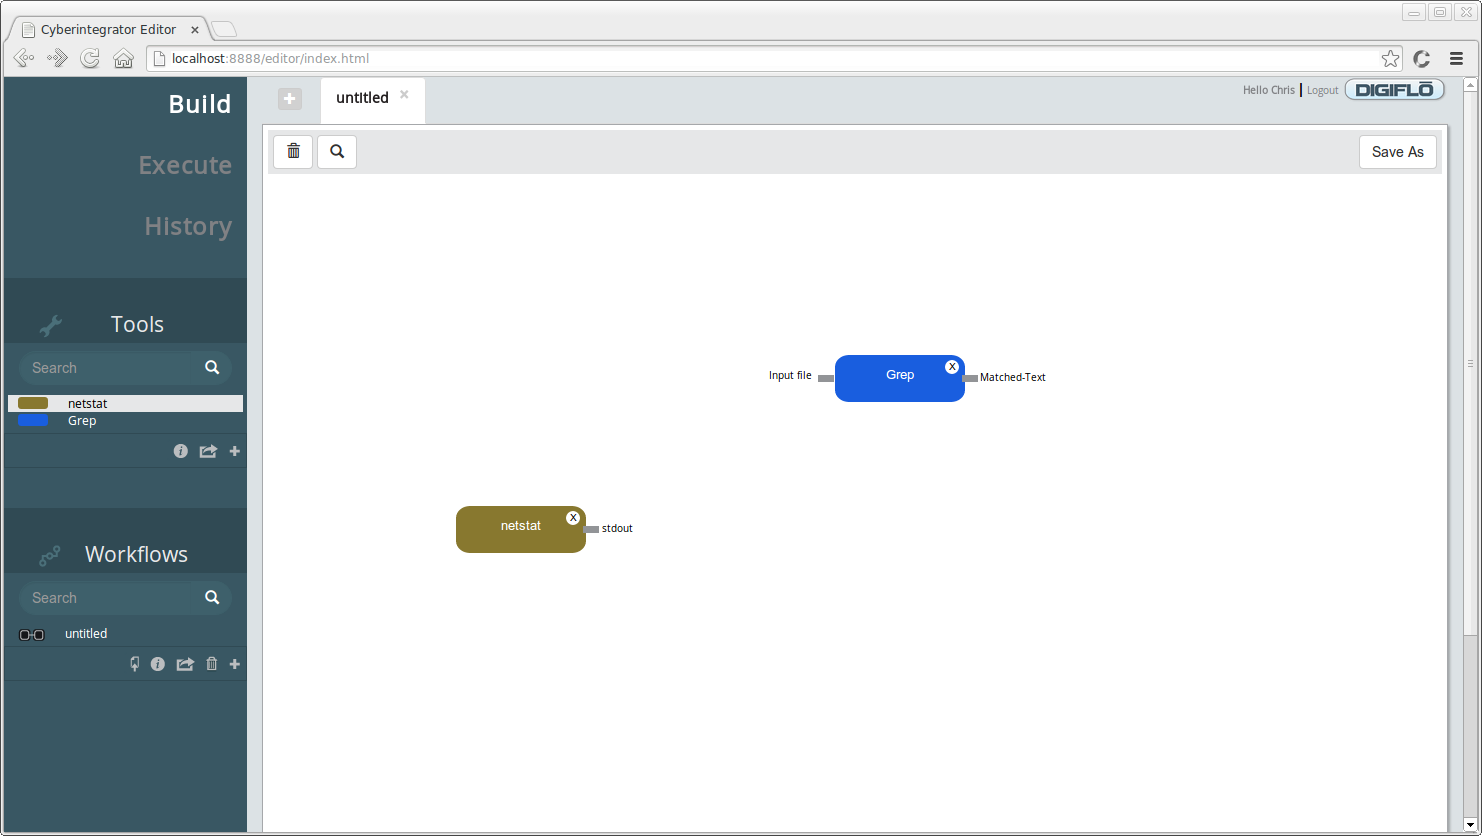 Cyberintegrator Editor
localhost:8888/editor/index.html
Build
Execute
History
Tools
Search
netstat
Grep
Workflows
Search
untitled
untitled
Hello Chris
Logout
DIGIFLŌ
Save As
Input file
Grep
X
Matched-Text
netstat
X
stdout